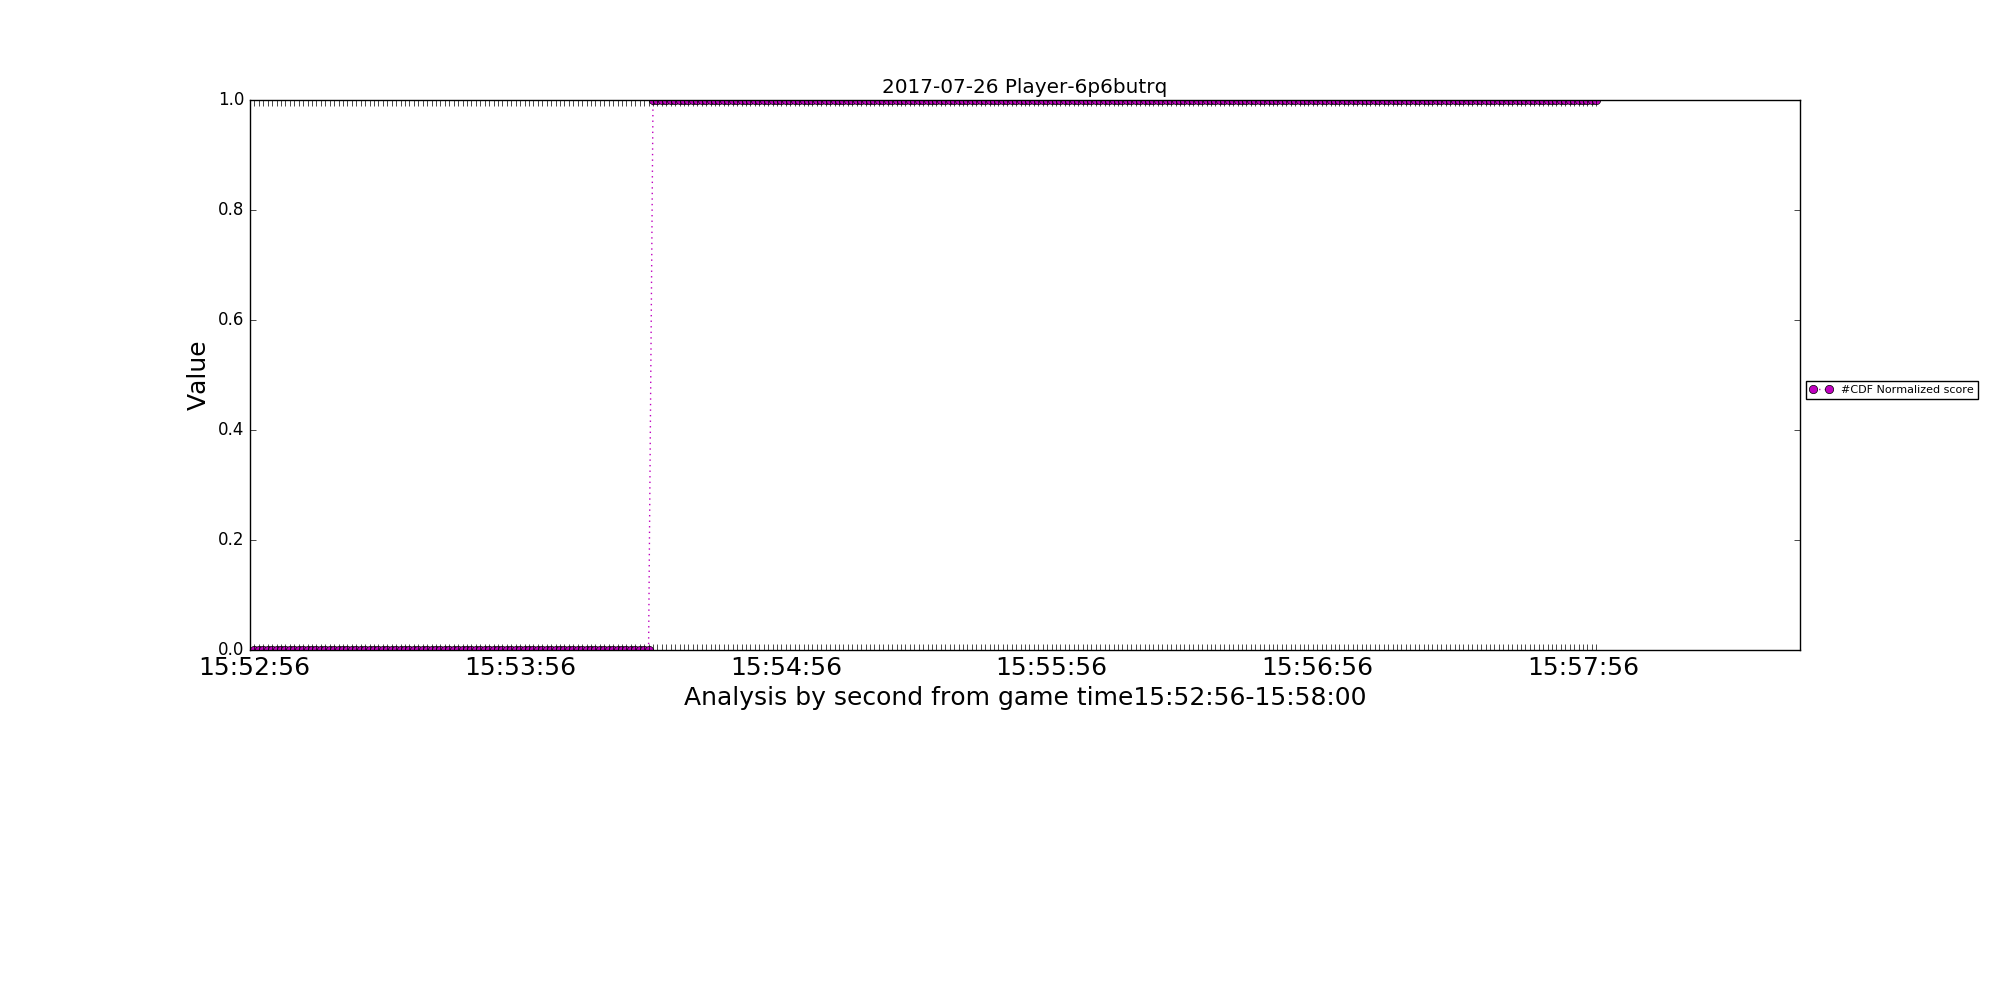 2017-07-26 Player-6p6butrq
1.0
0.8
0.6
0.4
0.2
0.0
Value
#CDF Normalized score
15:52:56 15:53:56 15:54:56 15:55:56 15:56:56 15:57:56
Analysis by second from game time15:52:56-15:58:00